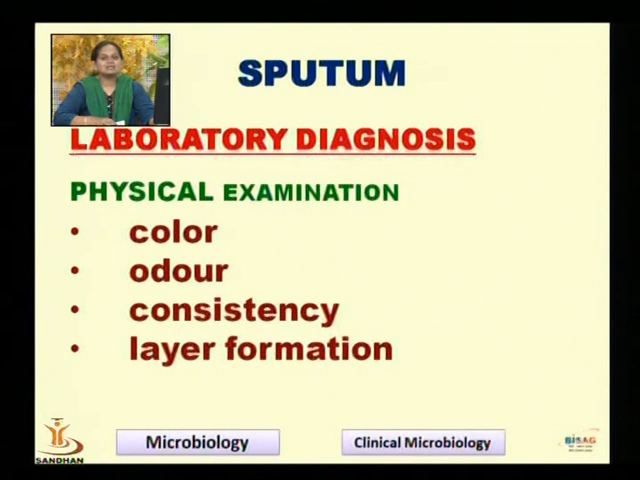 SPUTUM
LABORATORY DIAGNOSIS
PHYSICAL EXAMINATION
• color
• odour
• consistency
• layer formation
SANDHAN
Microbiology
Clinical Microbiology
BISAG